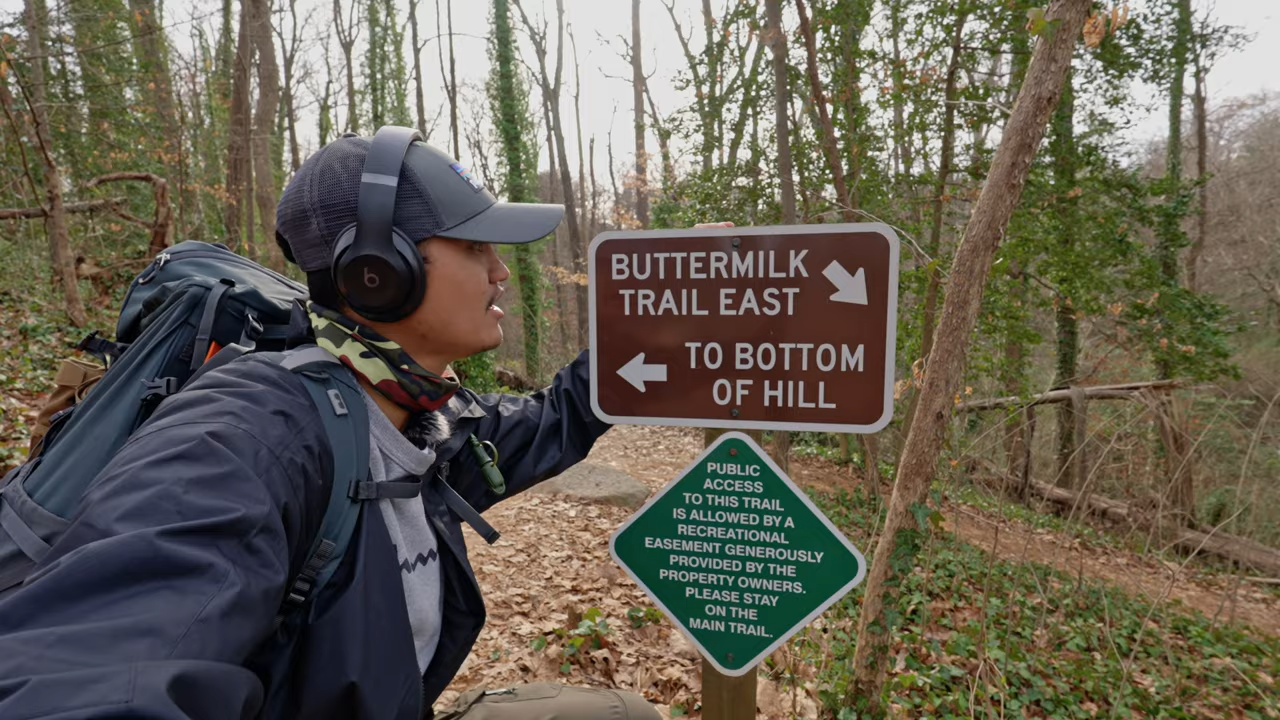 BUTTERMILK
TRAIL EAST
TO BOTTOM
OF HILL
PUBLIC
ACCESS
TO THIS TRAIL
IS ALLOWED BY A
RECREATIONAL
EASEMENT GENEROUSLY
PROVIDED BY THE
PROPERTY OWNERS.
PLEASE STAY
ON THE
MAIN TRAIL.
b